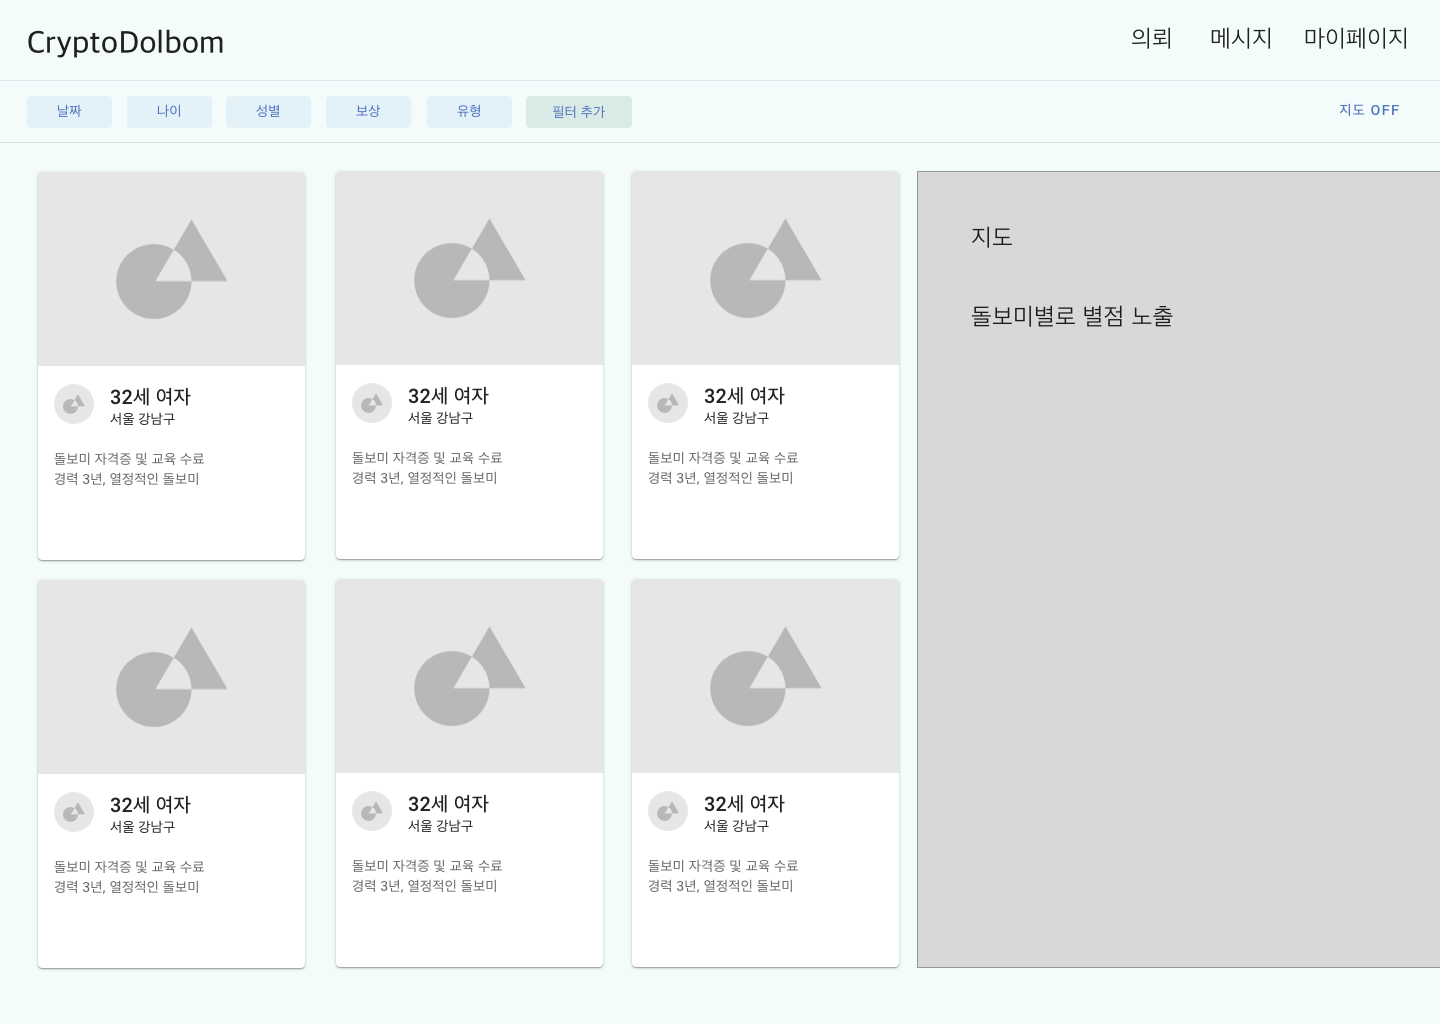 CryptoDolbom
의뢰 메시지 마이페이지
날짜 나이 성별 보상 유형 필터 추가 지도 OFF
32세 여자
서울 강남구
돌보미 자격증 및 교육 수료
경력 3년, 열정적인 돌보미
32세 여자
서울 강남구
돌보미 자격증 및 교육 수료
경력 3년, 열정적인 돌보미
32세 여자
서울 강남구
돌보미 자격증 및 교육 수료
경력 3년, 열정적인 돌보미
지도
돌보미별로 별점 노출
32세 여자
서울 강남구
돌보미 자격증 및 교육 수료
경력 3년, 열정적인 돌보미
32세 여자
서울 강남구
돌보미 자격증 및 교육 수료
경력 3년, 열정적인 돌보미
32세 여자
서울 강남구
돌보미 자격증 및 교육 수료
경력 3년, 열정적인 돌보미